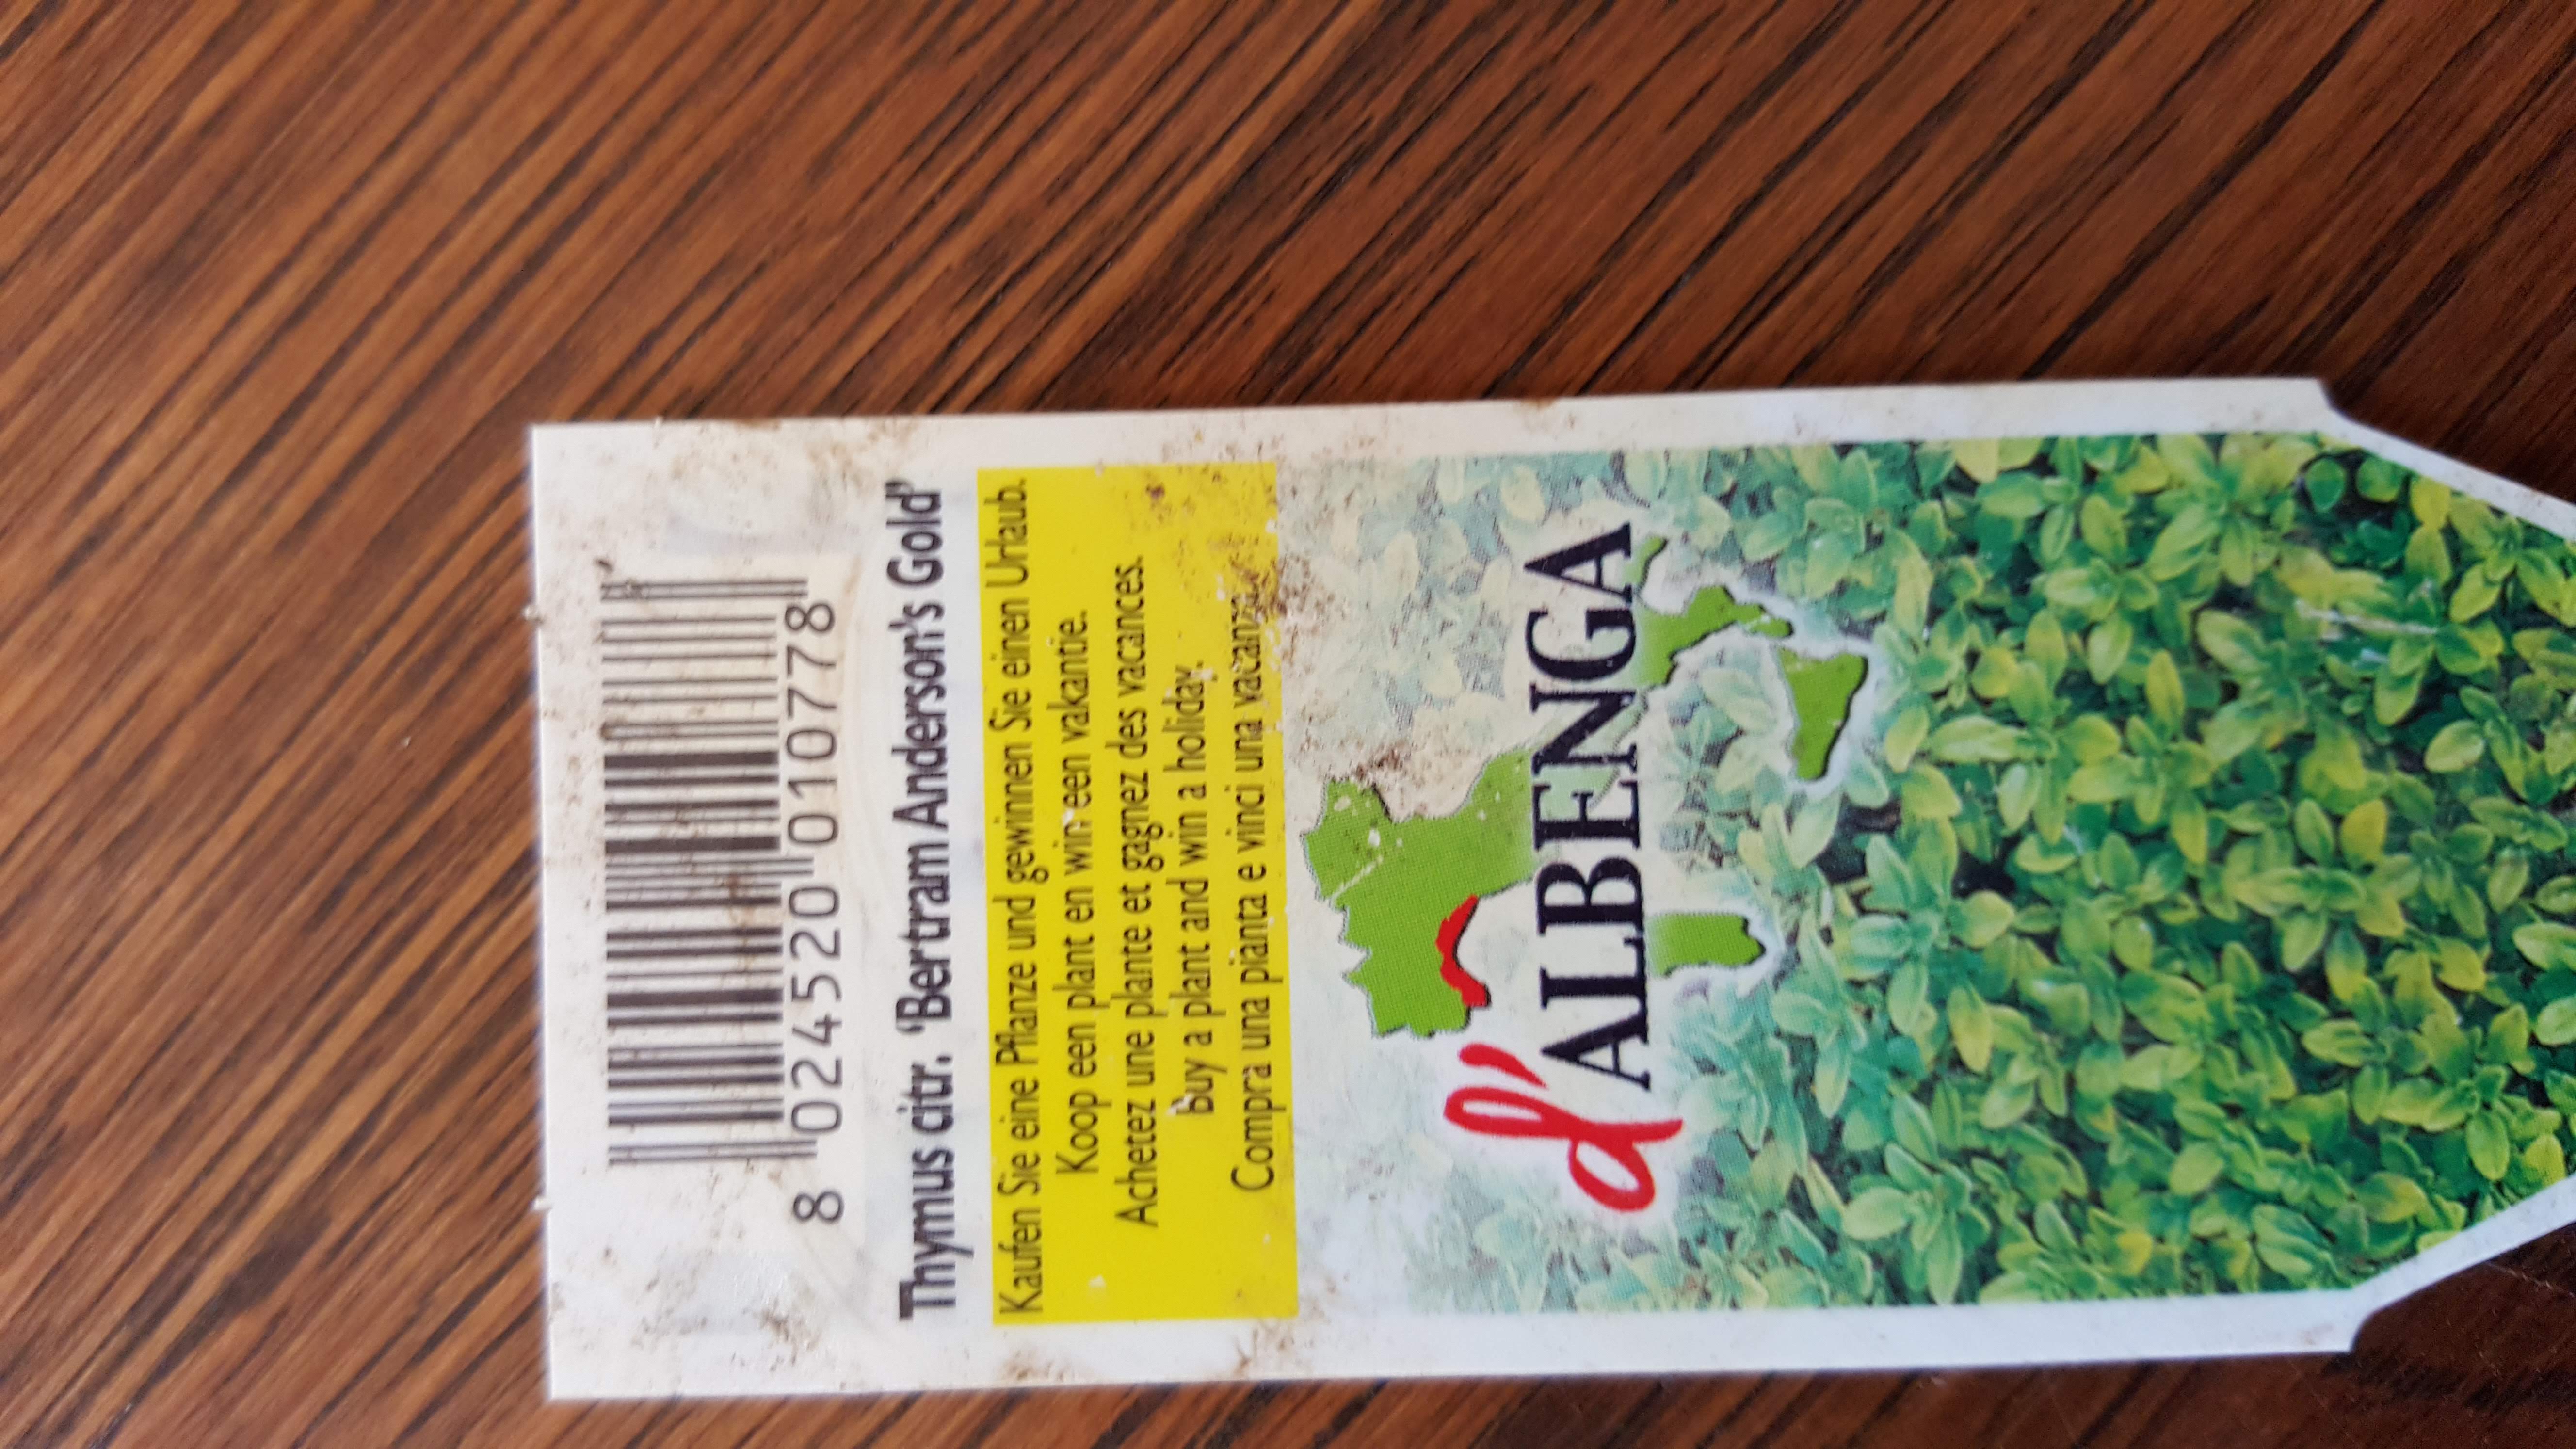 8 024520 010778
Thymus citr. ‘Bertram Anderson's Gold’
Kaufen Sie eine Pflanze und gewinnen Sie einen Urlaub.
Koop een plant en win een vakantie.
Achetez une plante et gagnez des vacances.
Buy a plant and win a holiday.
Compra una pianta e vinci una vacanza
d'
ALBENGA